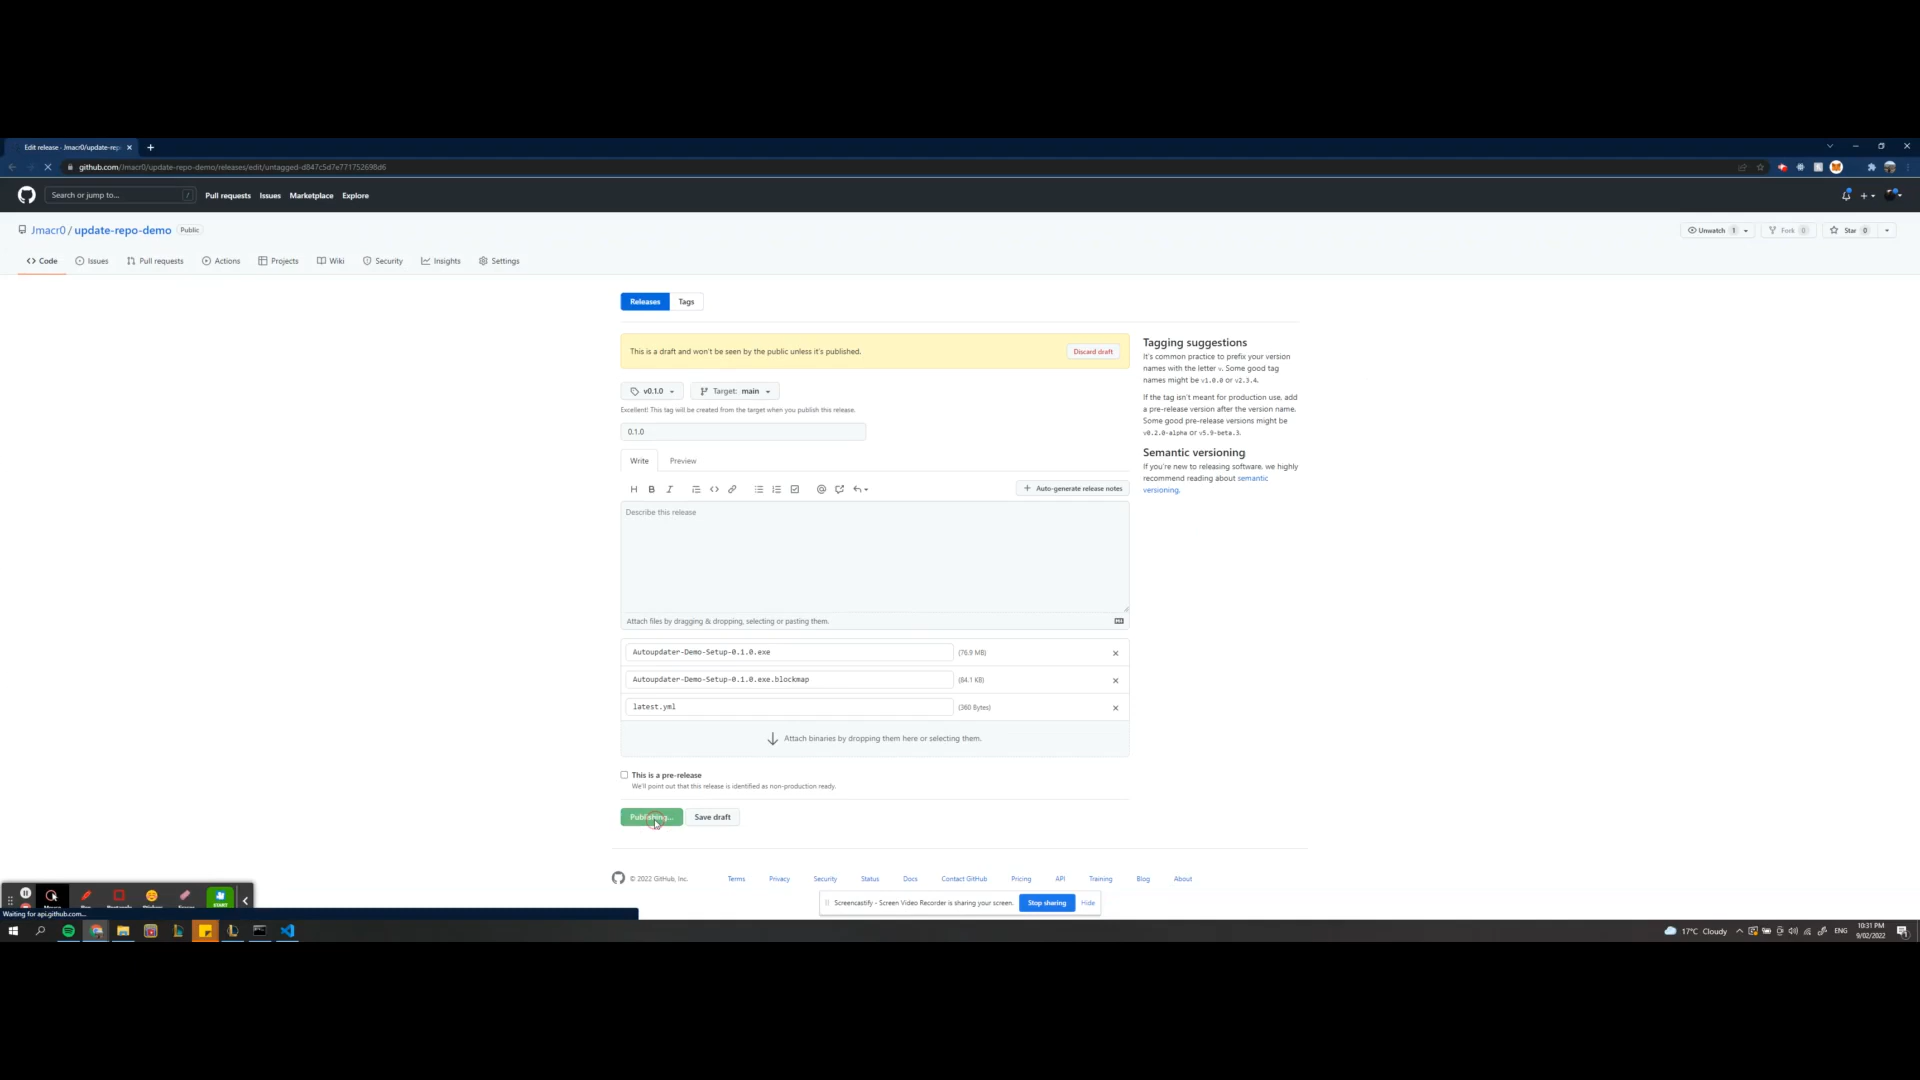 Edit release · Jmacr0/update-rep
github.com/Jmacr0/update-repo-demo/releases/edit/untagged-d847c5d7e771752698d6
Search or jump to... /
Pull requests Issues Marketplace Explore
Jmacr0 / update-repo-demo Public
Unwatch 1 Fork 0 Star 0
Code Issues Pull requests Actions Projects Wiki Security Insights Settings
Releases Tags
This is a draft and won't be seen by the public unless it's published. Discard draft
v0.1.0 Target: main
Excellent! This tag will be created from the target when you publish this release.
0.1.0
Write Preview
H B I
Auto-generate release notes
Describe this release
Attach files by dragging & dropping, selecting or pasting them.
Autoupdater-Demo-Setup-0.1.0.exe (76.9 MB)
Autoupdater-Demo-Setup-0.1.0.exe.blockmap (84.1 KB)
latest.yml (360 Bytes)
Attach binaries by dropping them here or selecting them.
This is a pre-release
We'll point out that this release is identified as non-production ready.
Publishing... Save draft
Tagging suggestions
It's common practice to prefix your version
names with the letter v. Some good tag
names might be v1.0.0 or v2.3.4.
If the tag isn't meant for production use, add
a pre-release version after the version name.
Some good pre-release versions might be
v0.2.0-alpha or v5.9-beta.3.
Semantic versioning
If you're new to releasing software, we highly
recommend reading about semantic
versioning.
© 2022 GitHub, Inc. Terms Privacy Security Status Docs Contact GitHub Pricing API Training Blog About
Screencastify - Screen Video Recorder is sharing your screen. Stop sharing Hide
START
Waiting for api.github.com...
17°C Cloudy
ENG
10:31 PM
9/02/2022